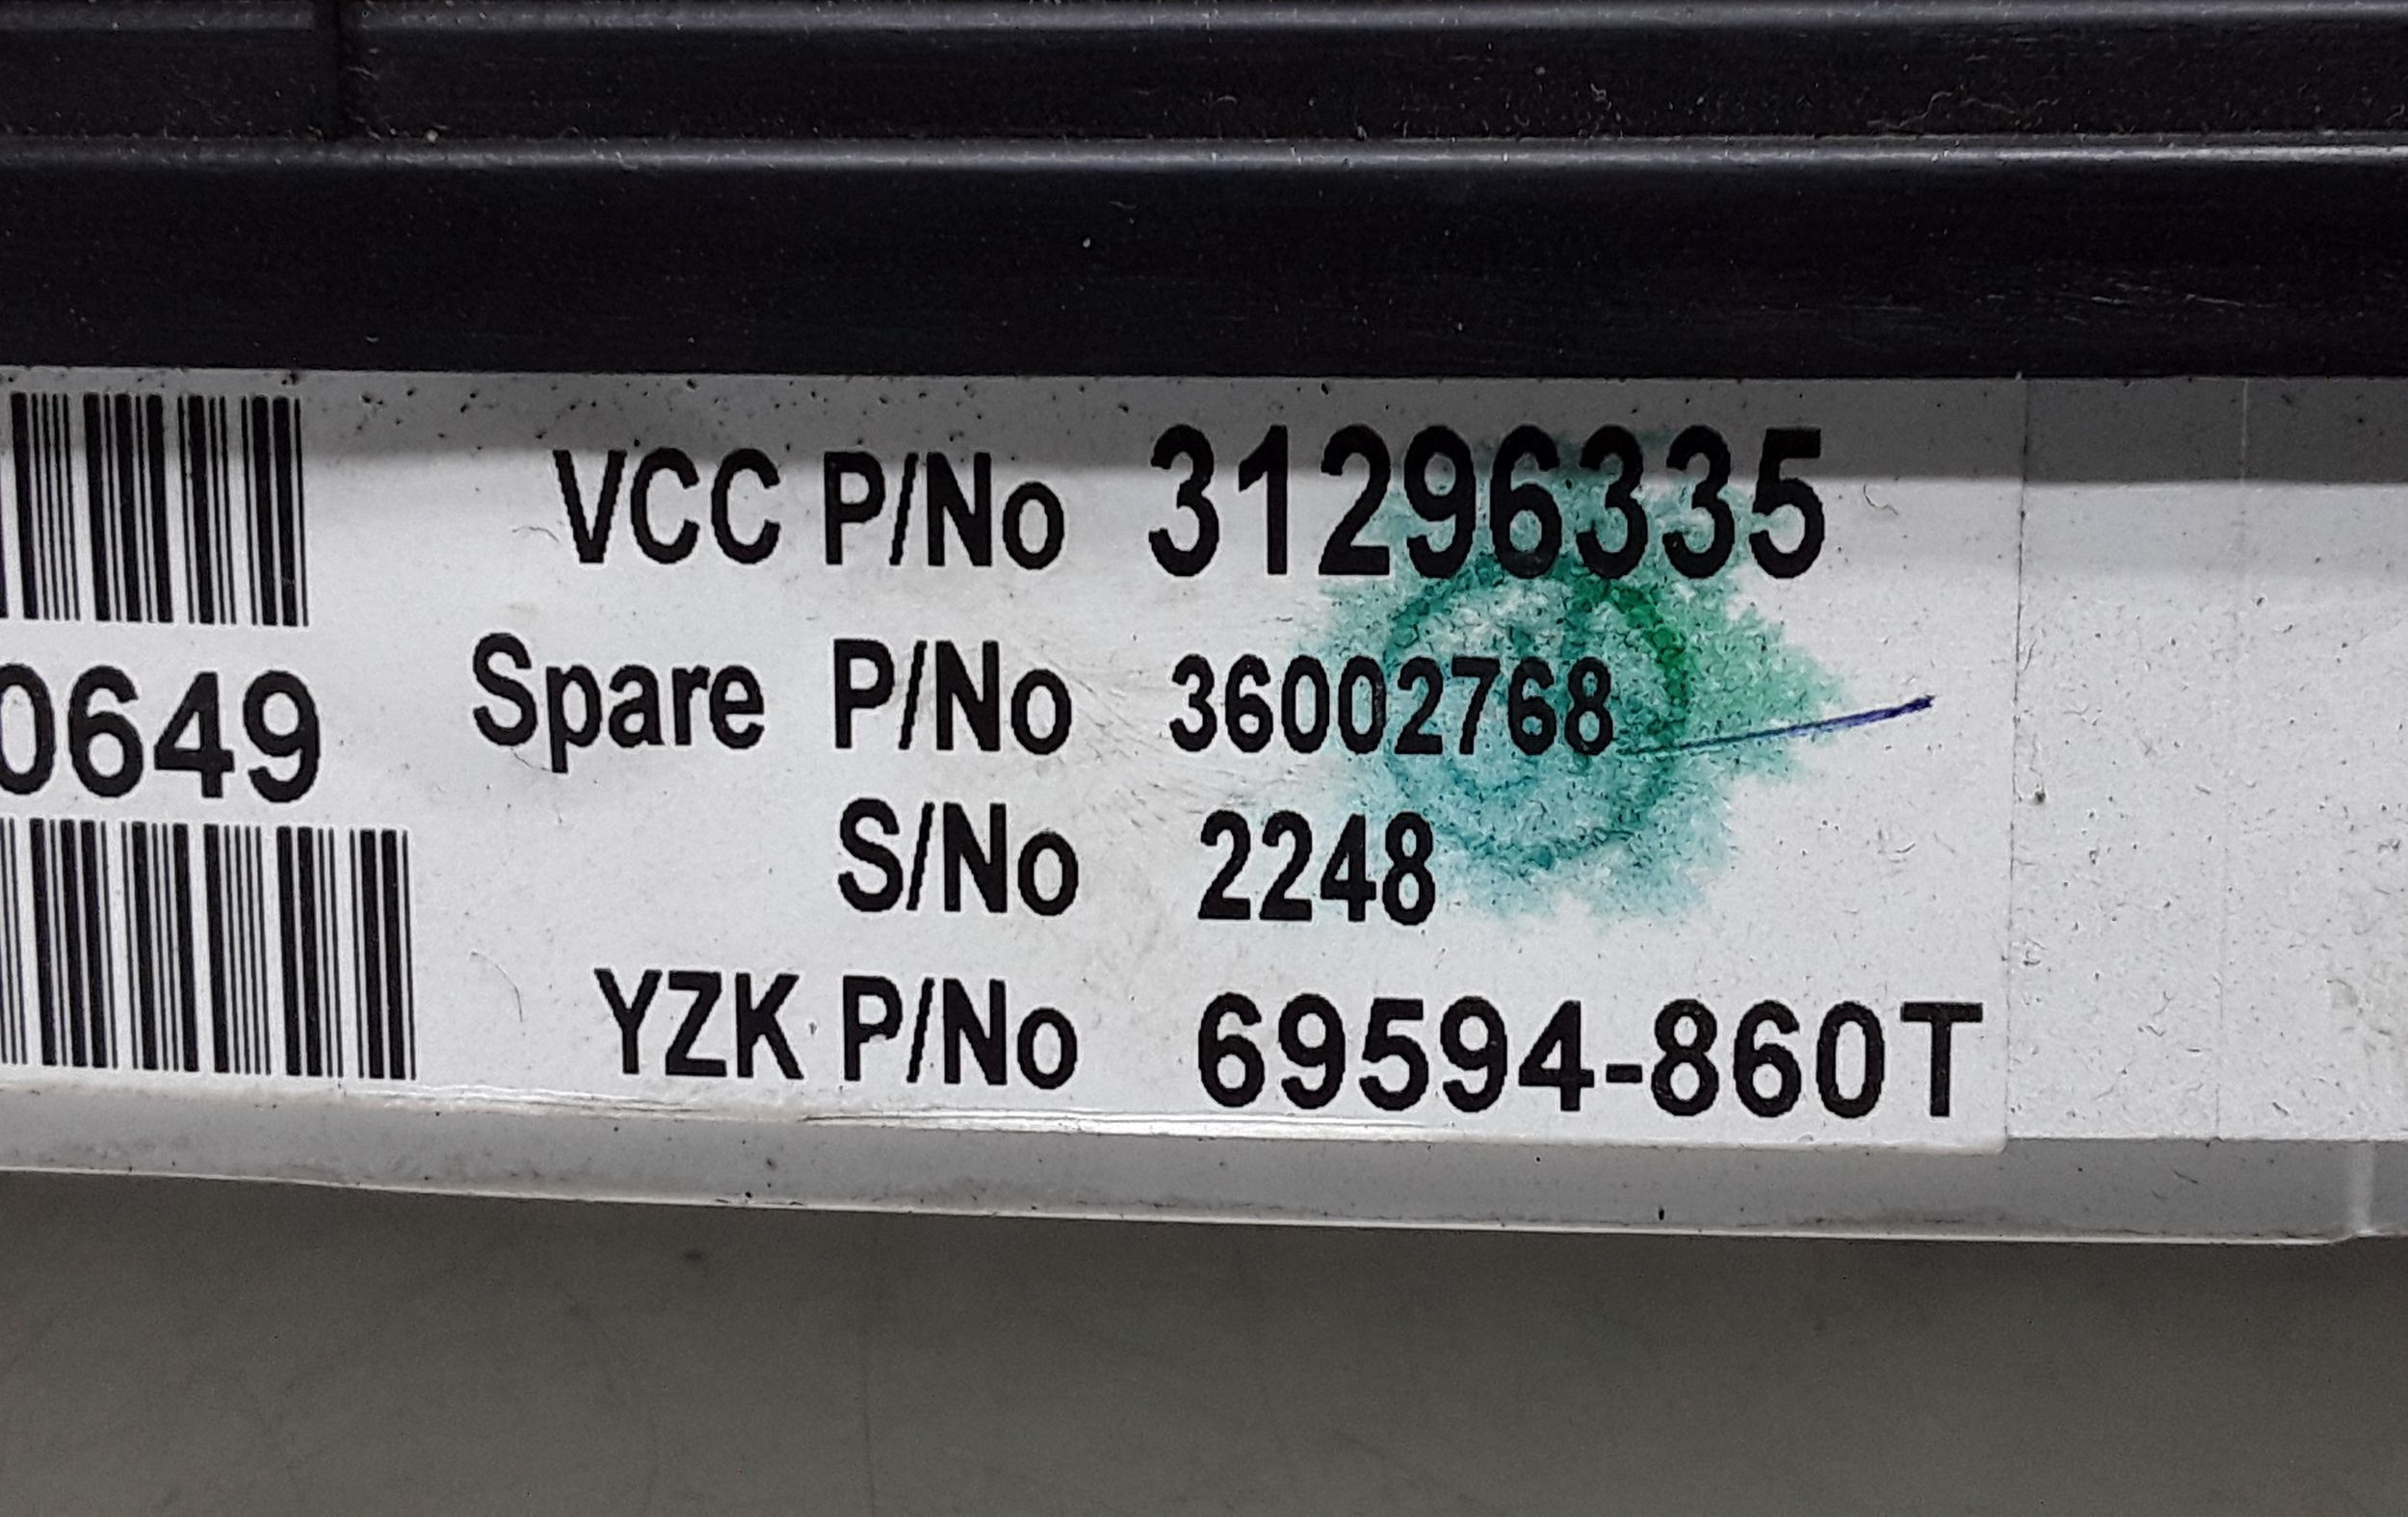 VCC P/No 31296335
0649
Spare P/No 36002768
S/No 2248
YZK P/No 69594-860T